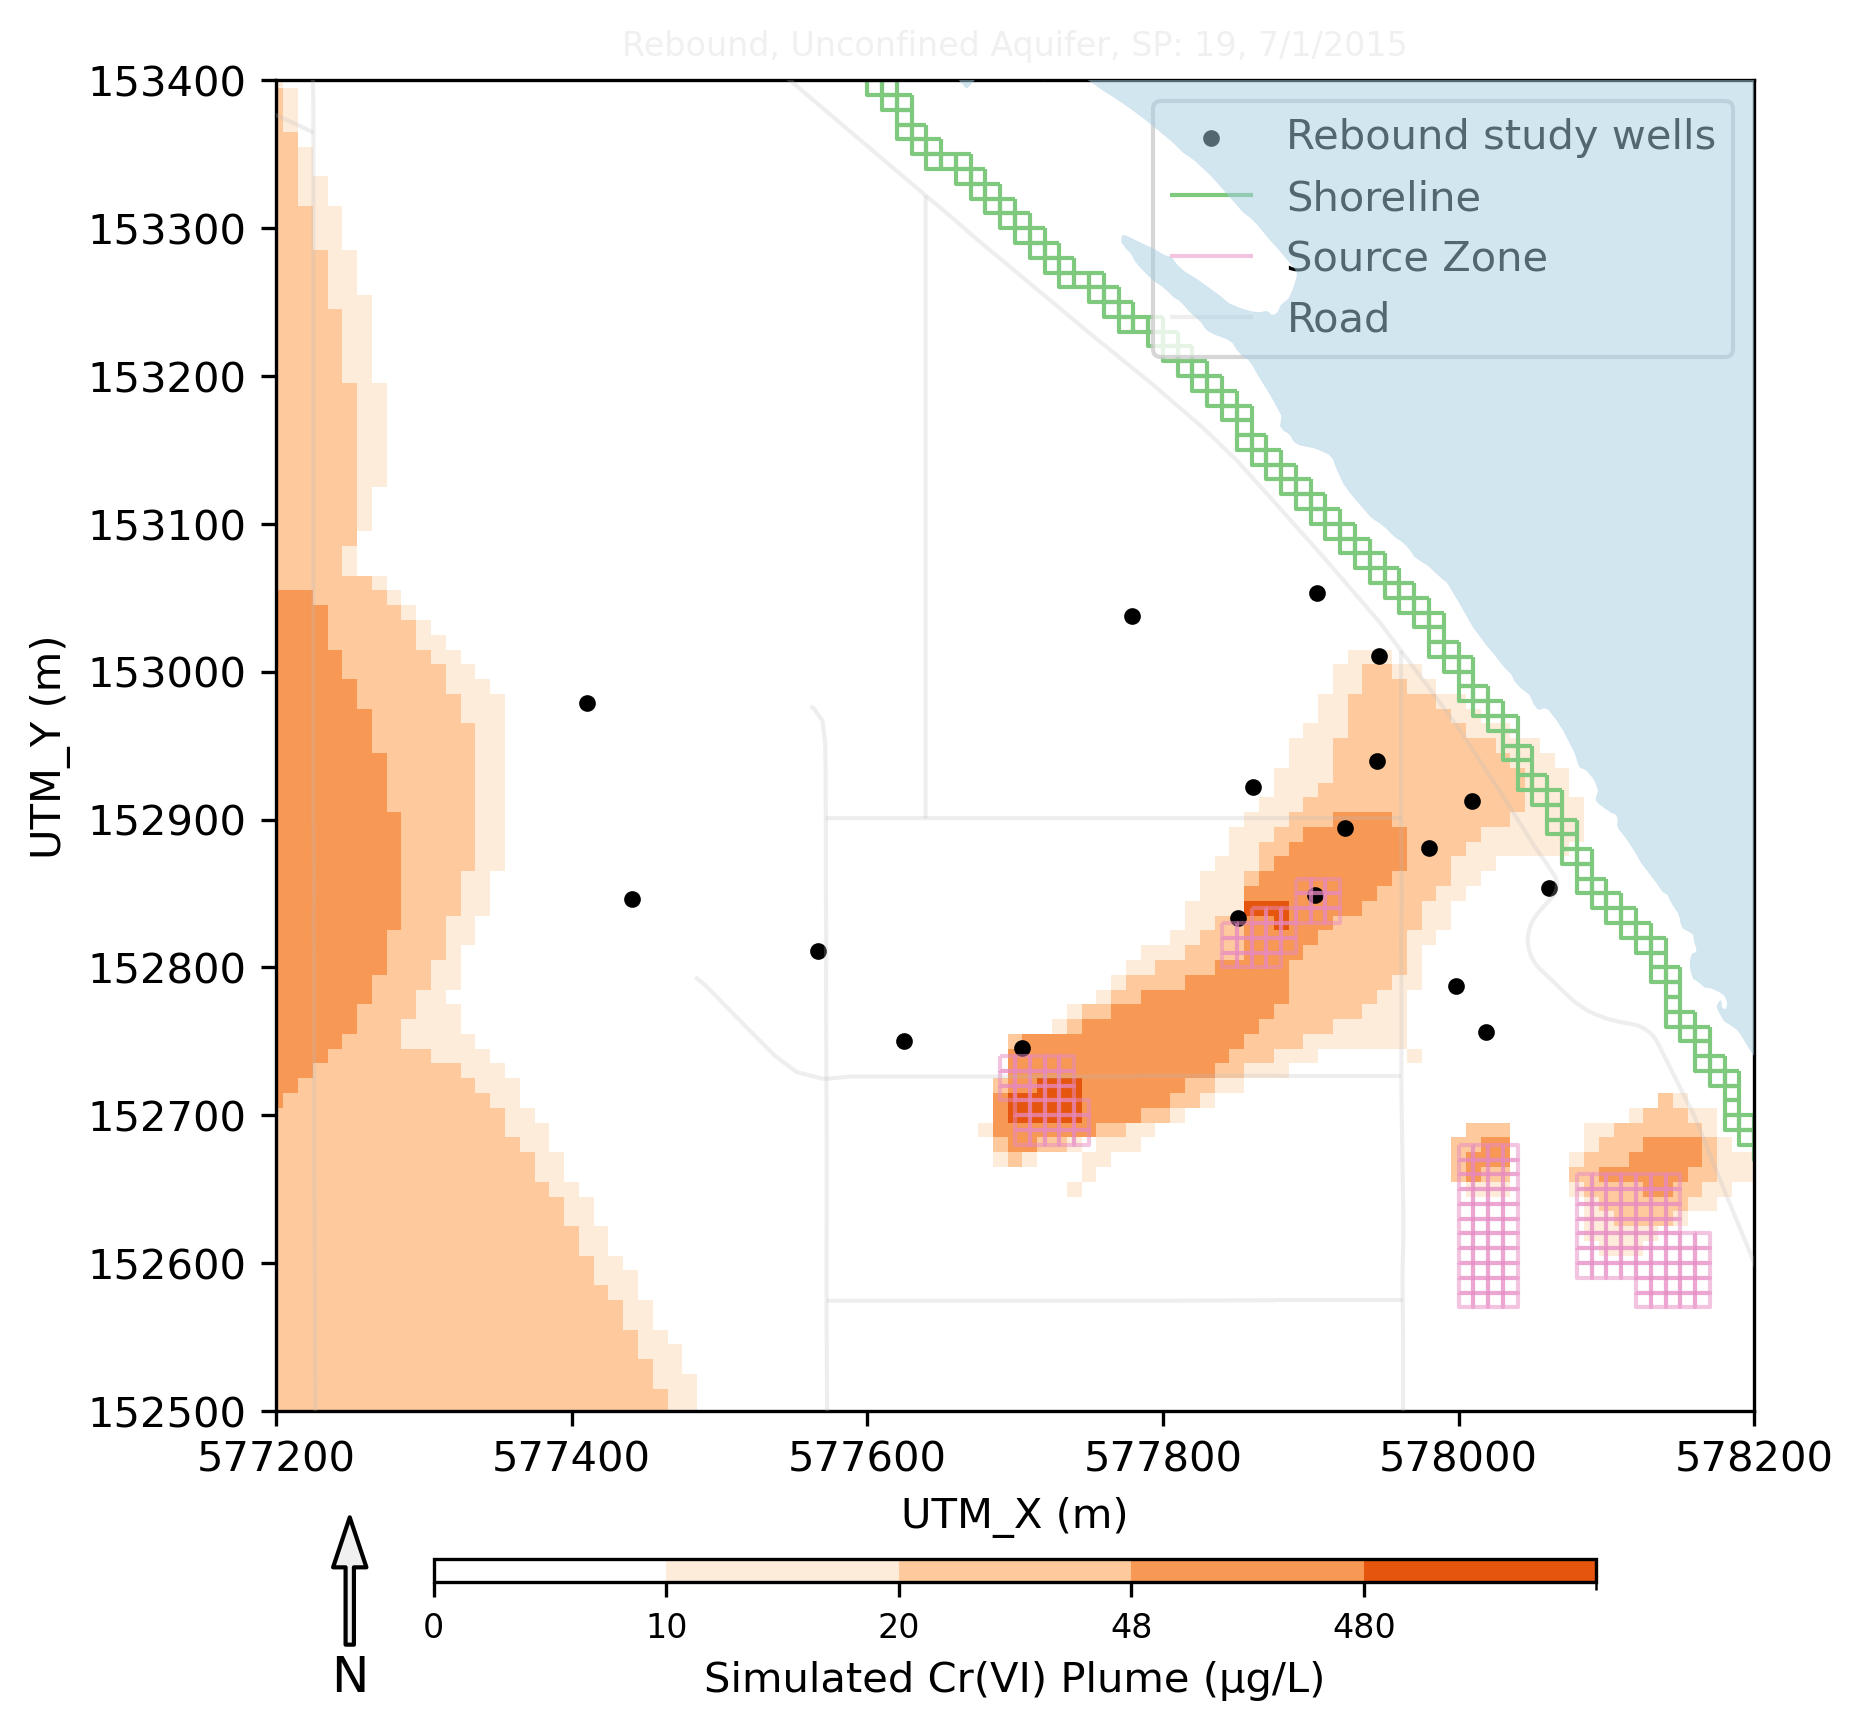 Rebound, Unconfined Aquifer, SP: 19, 7/1/2015
153400
153300
153200
153100
153000
152900
152800
152700
152600
152500
UTM_Y (m)
Rebound study wells
Shoreline
Source Zone
Road
577200 577400 577600 577800 578000 578200
UTM_X (m)
0 10 20 48 480
Simulated Cr(VI) Plume (µg/L)
N